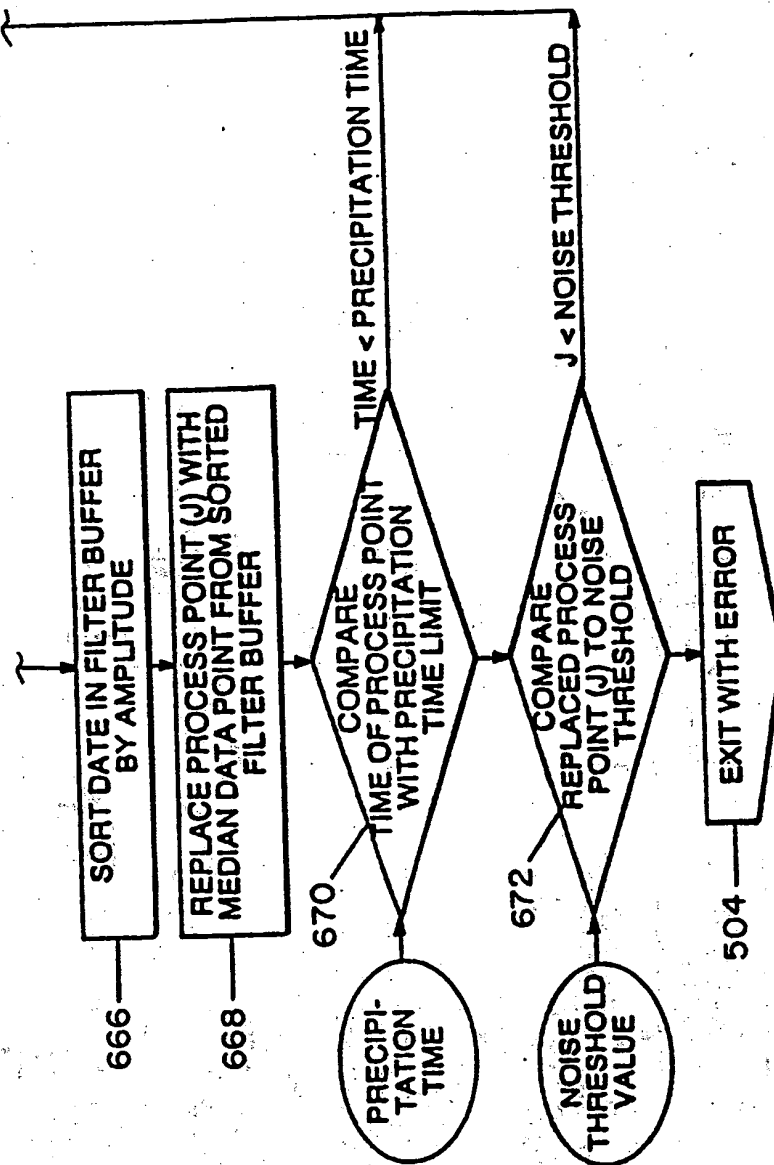 SORT DATE IN FILTER BUFFER
BY AMPLITUDE
666
REPLACE PROCESS POINT (J) WITH
MEDIAN DATA POINT FROM SORTED
FILTER BUFFER
668
COMPARE
TIME OF PROCESS POINT
WITH PRECIPITATION
TIME LIMIT
670
TIME < PRECIPITATION TIME
PRECIPI-
TATION
TIME
COMPARE
REPLACED PROCESS
POINT (J) TO NOISE
THRESHOLD
672
J < NOISE THRESHOLD
NOISE
THRESHOLD
VALUE
EXIT WITH ERROR
504